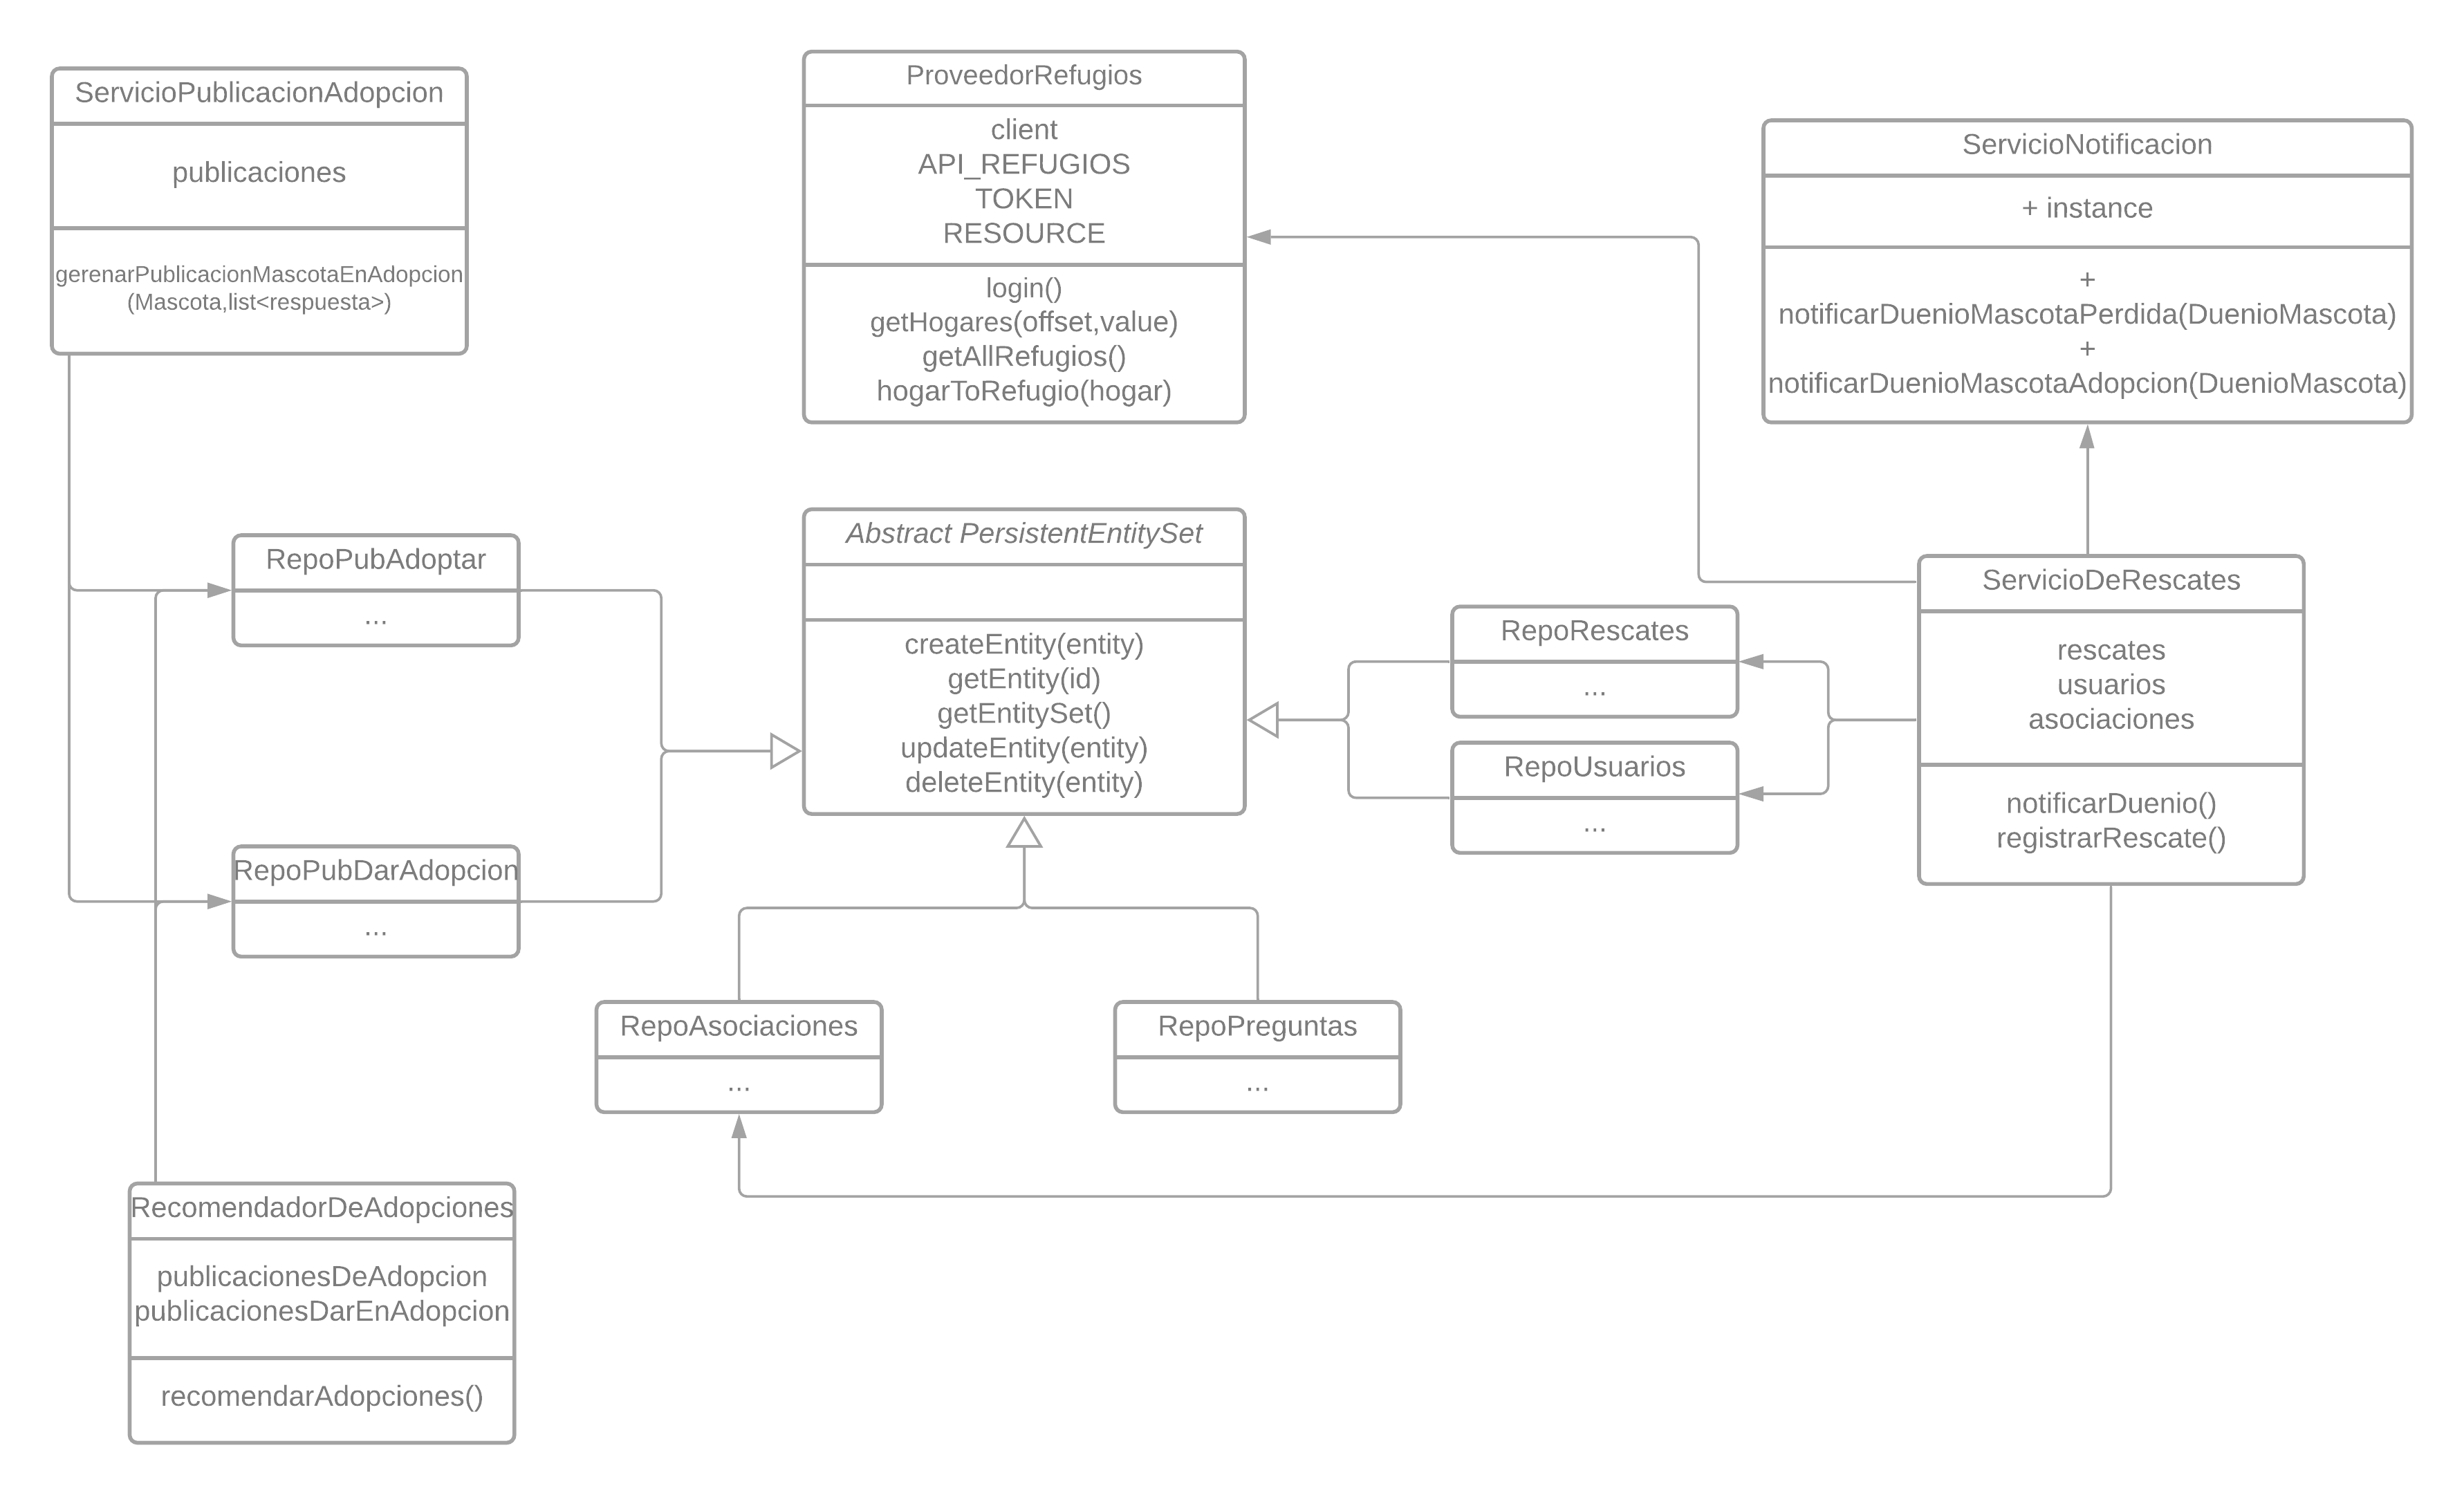 ServicioPublicacionAdopcion
publicaciones
gerenarPublicacionMascotaEnAdopcion
(Mascota,list<respuesta>)
ProveedorRefugios
client
API_REFUGIOS
TOKEN
RESOURCE
login()
getHogares(offset,value)
getAllRefugios()
hogarToRefugio(hogar)
ServicioNotificacion
+ instance
+
notificarDuenioMascotaPerdida(DuenioMascota)
+
notificarDuenioMascotaAdopcion(DuenioMascota)
RepoPubAdoptar
...
Abstract PersistentEntitySet
createEntity(entity)
getEntity(id)
getEntitySet()
updateEntity(entity)
deleteEntity(entity)
RepoRescates
...
RepoUsuarios
...
ServicioDeRescates
rescates
usuarios
asociaciones
notificarDuenio()
registrarRescate()
RepoPubDarAdopcion
...
RepoAsociaciones
...
RepoPreguntas
...
RecomendadorDeAdopciones
publicacionesDeAdopcion
publicacionesDarEnAdopcion
recomendarAdopciones()